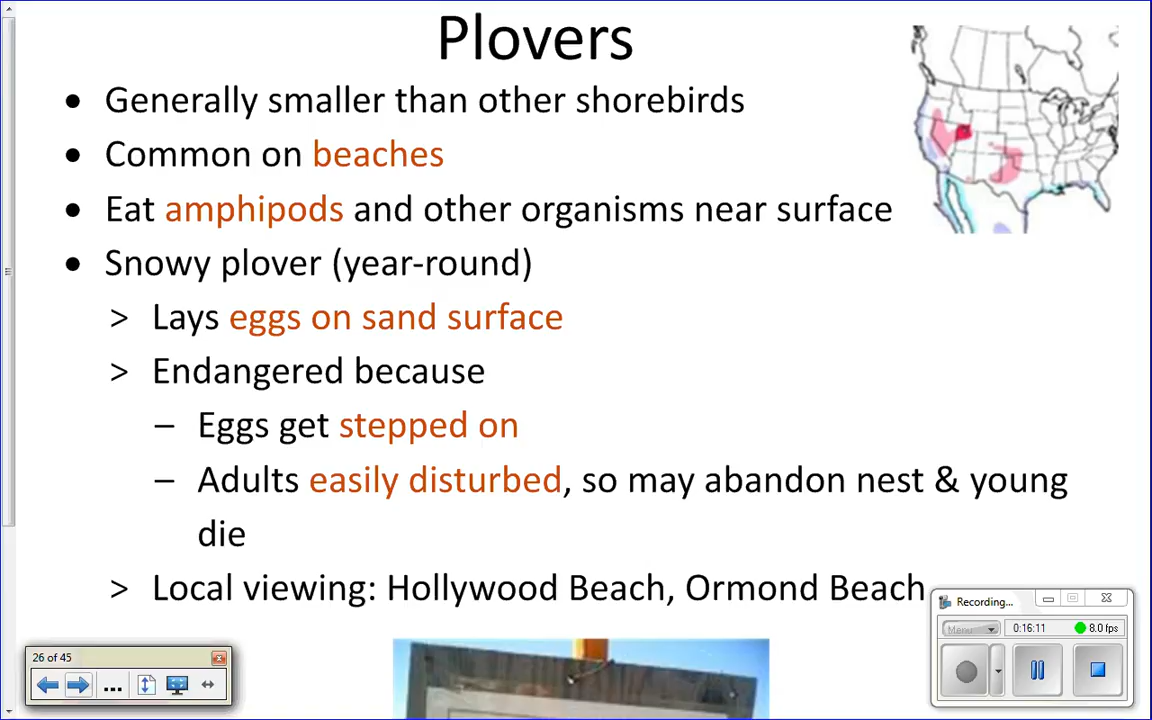 Plovers
• Generally smaller than other shorebirds
• Common on beaches
• Eat amphipods and other organisms near surface
• Snowy plover (year-round)
> Lays eggs on sand surface
> Endangered because
– Eggs get stepped on
– Adults easily disturbed, so may abandon nest & young
die
> Local viewing: Hollywood Beach, Ormond Beach
Recording...
Menu 0:16:11 8.0 fps
26 of 45
...